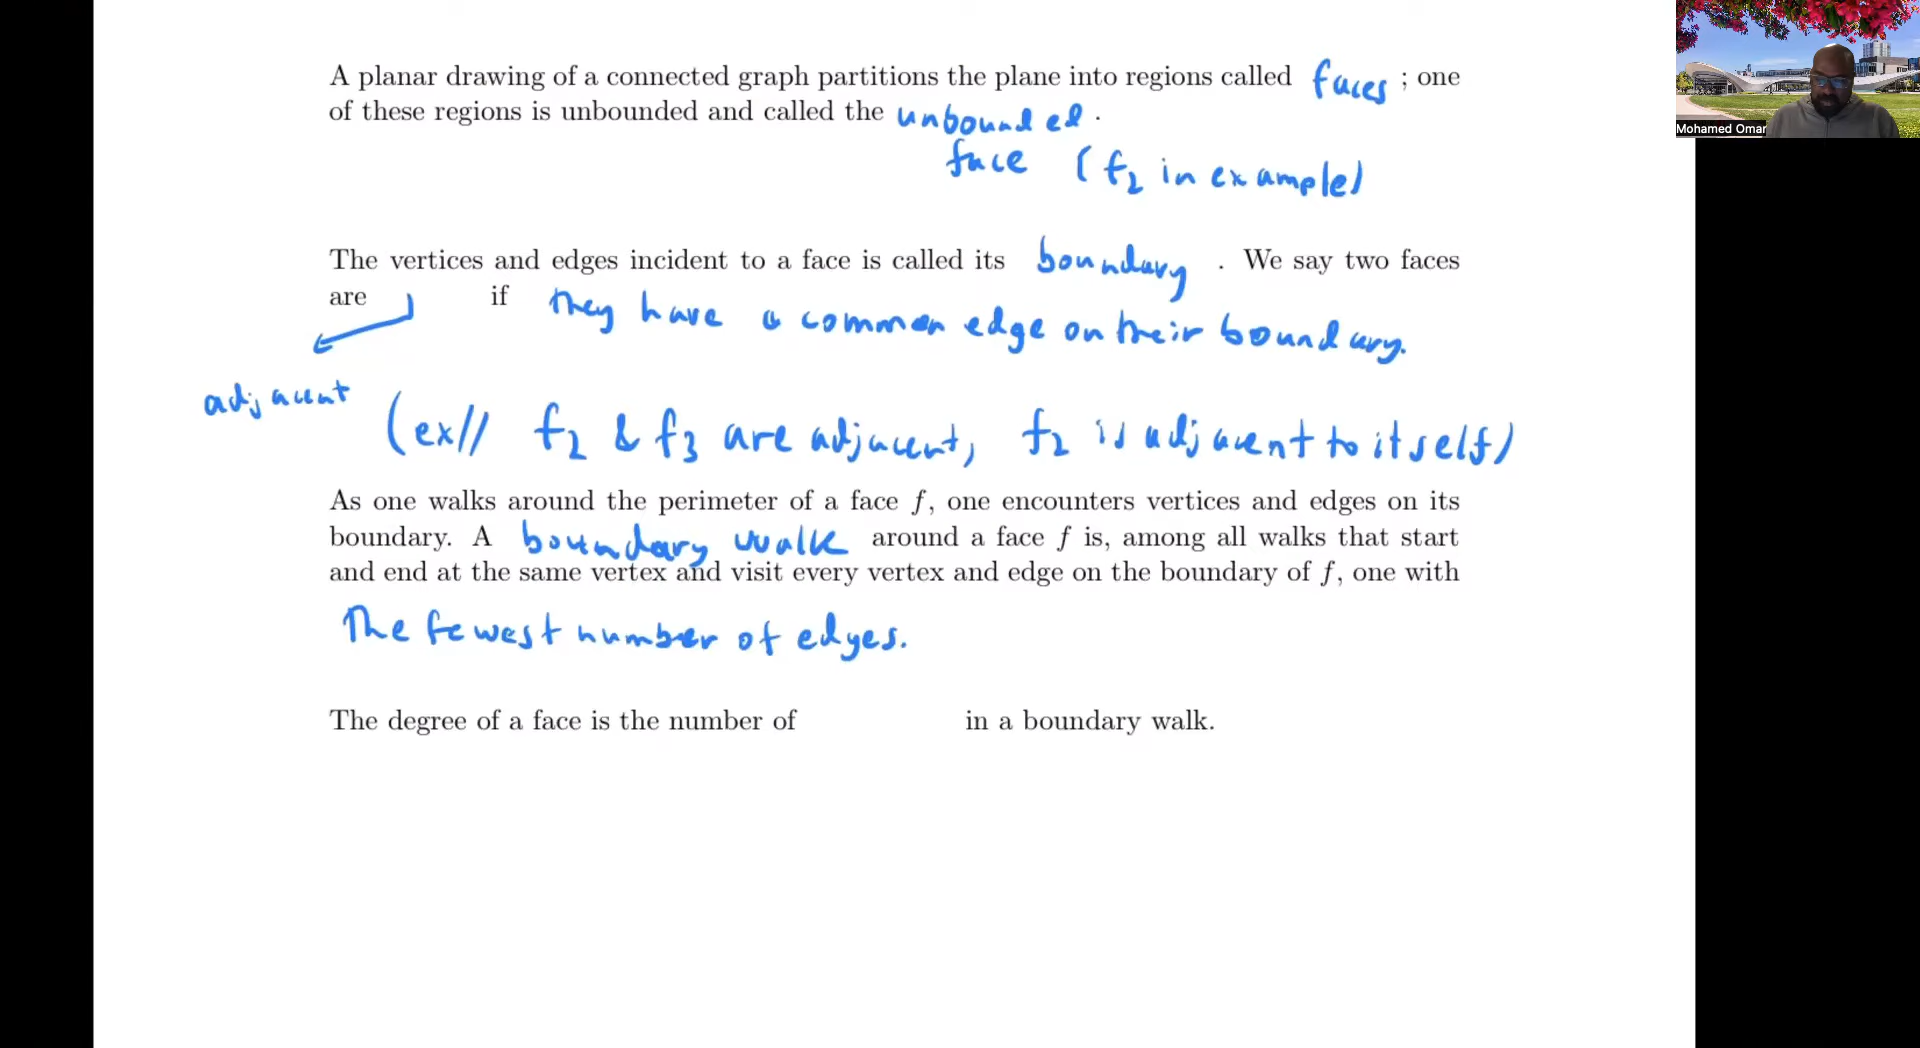 A planar drawing of a connected graph partitions the plane into regions called faces ; one
of these regions is unbounded and called the unbounded .
face (f₂ in example)
The vertices and edges incident to a face is called its boundary . We say two faces
are if they have a common edge on their boundary.
adjacent
(ex// f₂ & f₃ are adjacent, f₂ is adjacent to itself)
As one walks around the perimeter of a face f, one encounters vertices and edges on its
boundary. A boundary walk around a face f is, among all walks that start
and end at the same vertex and visit every vertex and edge on the boundary of f, one with
The fewest number of edges.
The degree of a face is the number of in a boundary walk.
Mohamed Omar